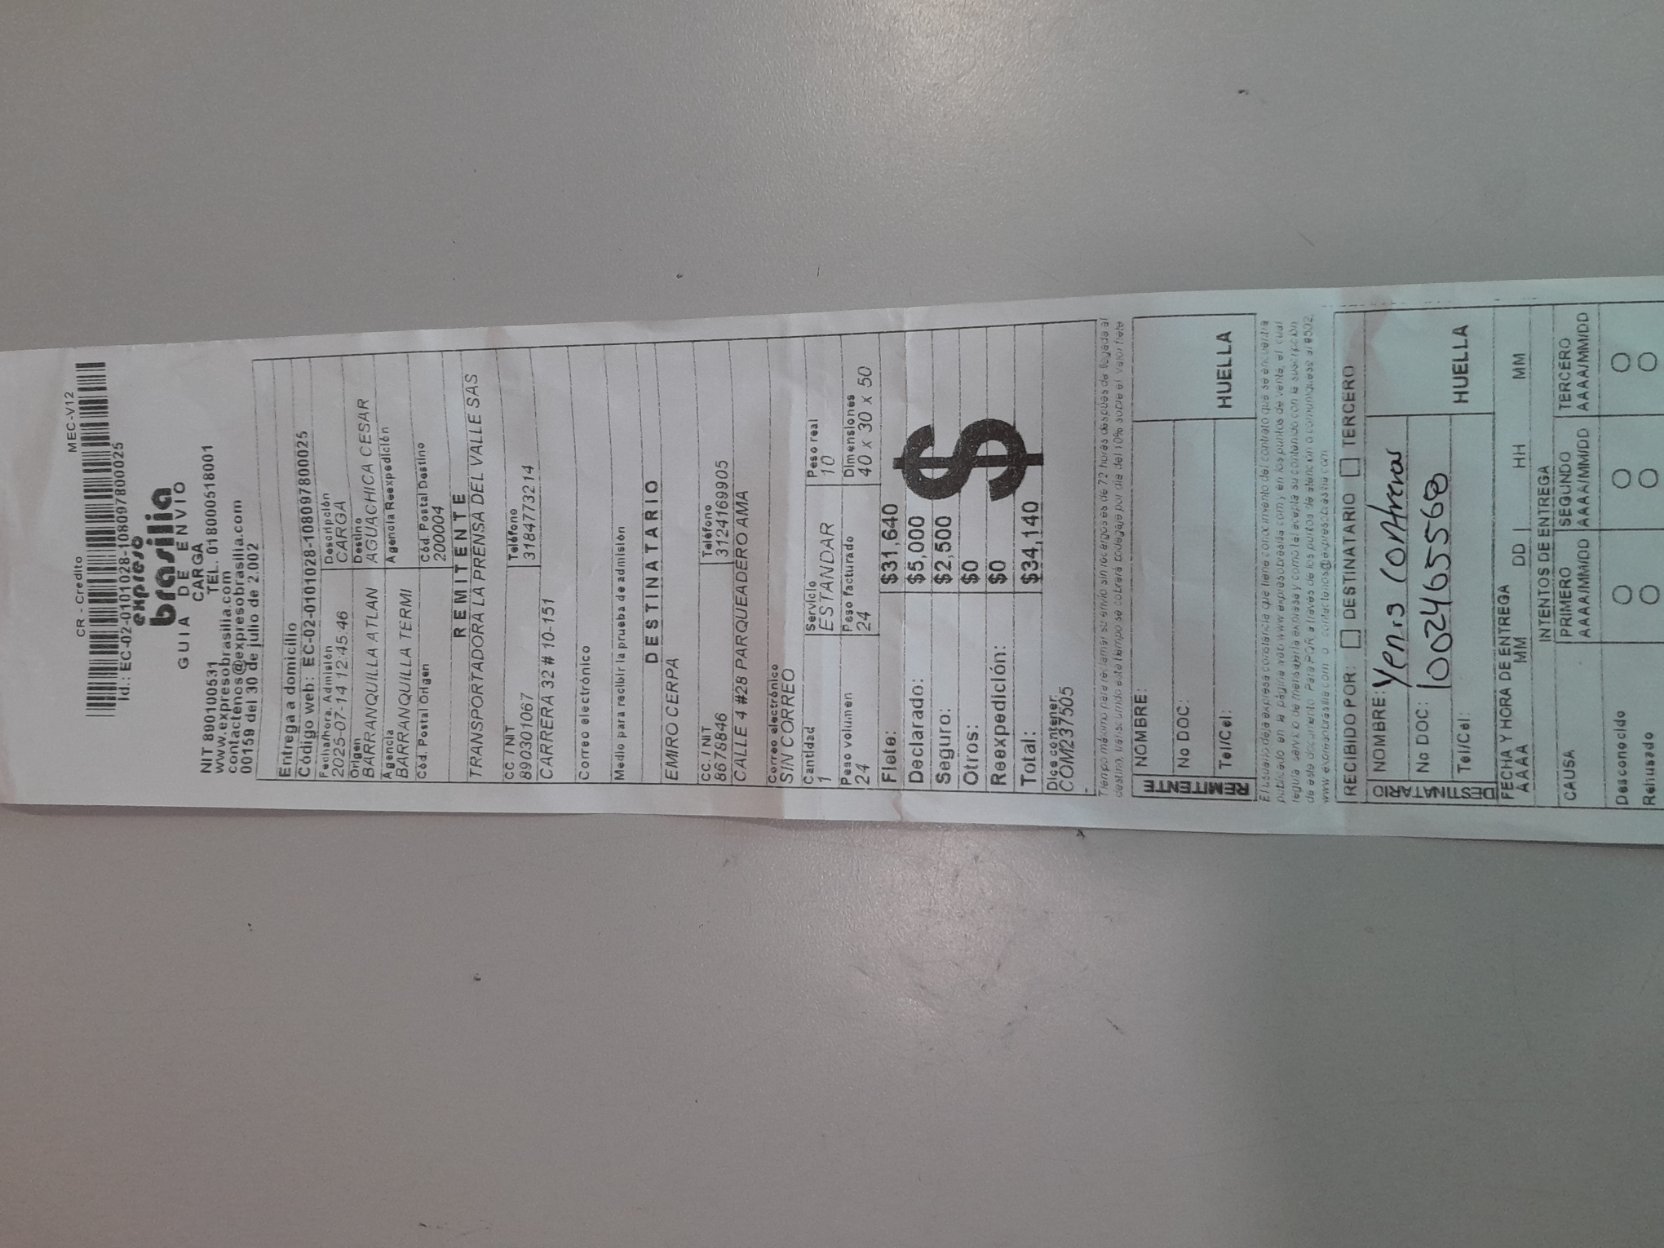 CR - Credito MEC-V12
Id.: EC-02-0101028-108097800025
expreso
brasilia
GUIA DE ENVIO
CARGA
NIT 890100531 TEL. 018000518001
www.expresobrasilia.com
contactenos@expresobrasilia.com
00159 del 30 de julio de 2.002
Entrega a domicilio
Código web: EC-02-0101028-108097800025
Fecha/hora. Admisión Descripción
2025-07-14 12:45:46 CARGA
Origen Destino
BARRANQUILLA ATLAN AGUACHICA CESAR
Agencia Agencia Reexpedición
BARRANQUILLA TERMI
Cód. Postal Origen Cód. Postal Destino
200004
REMITENTE
TRANSPORTADORA LA PRENSA DEL VALLE SAS
CC / NIT Teléfono
890301067 3184773214
CARRERA 32 # 10-151
Correo electrónico
Medio para recibir la prueba de admisión
DESTINATARIO
EMIRO CERPA
CC. / NIT Teléfono
8678846 3124169905
CALLE 4 #28 PARQUEADERO AMA
Correo electrónico
SIN CORREO
Cantidad Servicio Peso real
1 ESTANDAR 10
Peso volumen Peso facturado Dimensiones
24 24 40 x 30 x 50
Flete: $31,640
Declarado: $5,000
Seguro: $2,500
Otros: $0
Reexpedición: $0
Total: $34,140
$
Dice contener
COM237505
-
REMITENTE
NOMBRE:
No DOC:
Tel/Cel:
HUELLA
RECIBIDO POR: DESTINATARIO TERCERO
DESTINATARIO
NOMBRE: Yenis Contreras
No DOC: 1002465568
Tel/Cel:
HUELLA
FECHA Y HORA DE ENTREGA
AAAA MM DD HH MM
INTENTOS DE ENTREGA
CAUSA PRIMERO SEGUNDO TERCERO
AAAA/MM/DD AAAA/MM/DD AAAA/MM/DD
Desconocido
Rehusado